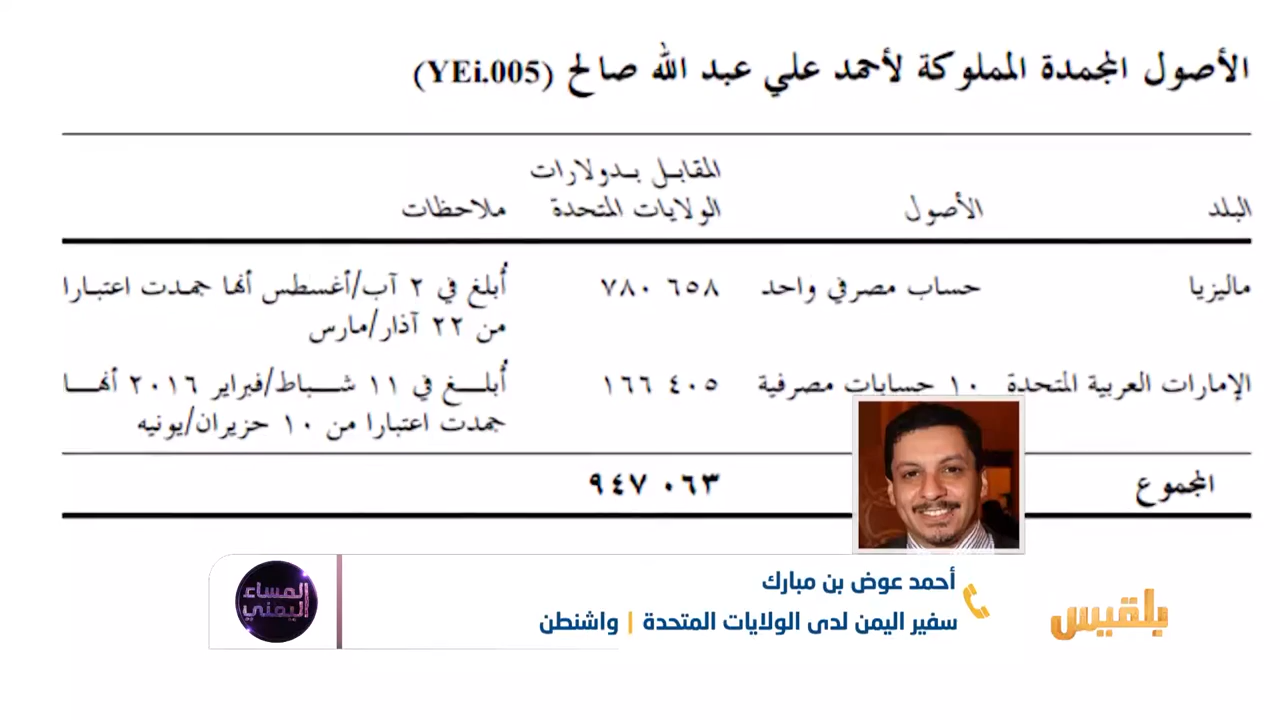 الأصول المجمدة المملوكة لأحمد علي عبد الله صالح (YEi.005)
المقابل بدولارات
البلد الأصول الولايات المتحدة ملاحظات
ماليزيا حساب مصرفي واحد ٦٥٨ ٧٨٠ أُبلغ في ٢ آب/أغسطس أنها جمدت اعتبارا
من ٢٢ آذار/مارس
الإمارات العربية المتحدة ١٠ حسابات مصرفية ٤٠٥ ١٦٦ أُبلغ في ١١ شباط/فبراير ٢٠١٦ أنها
جمدت اعتبارا من ١٠ حزيران/يونيه
المجموع ٠٦٣ ٩٤٧
أحمد عوض بن مبارك
سفير اليمن لدى الولايات المتحدة | واشنطن
بلقيس
المساء
اليمني